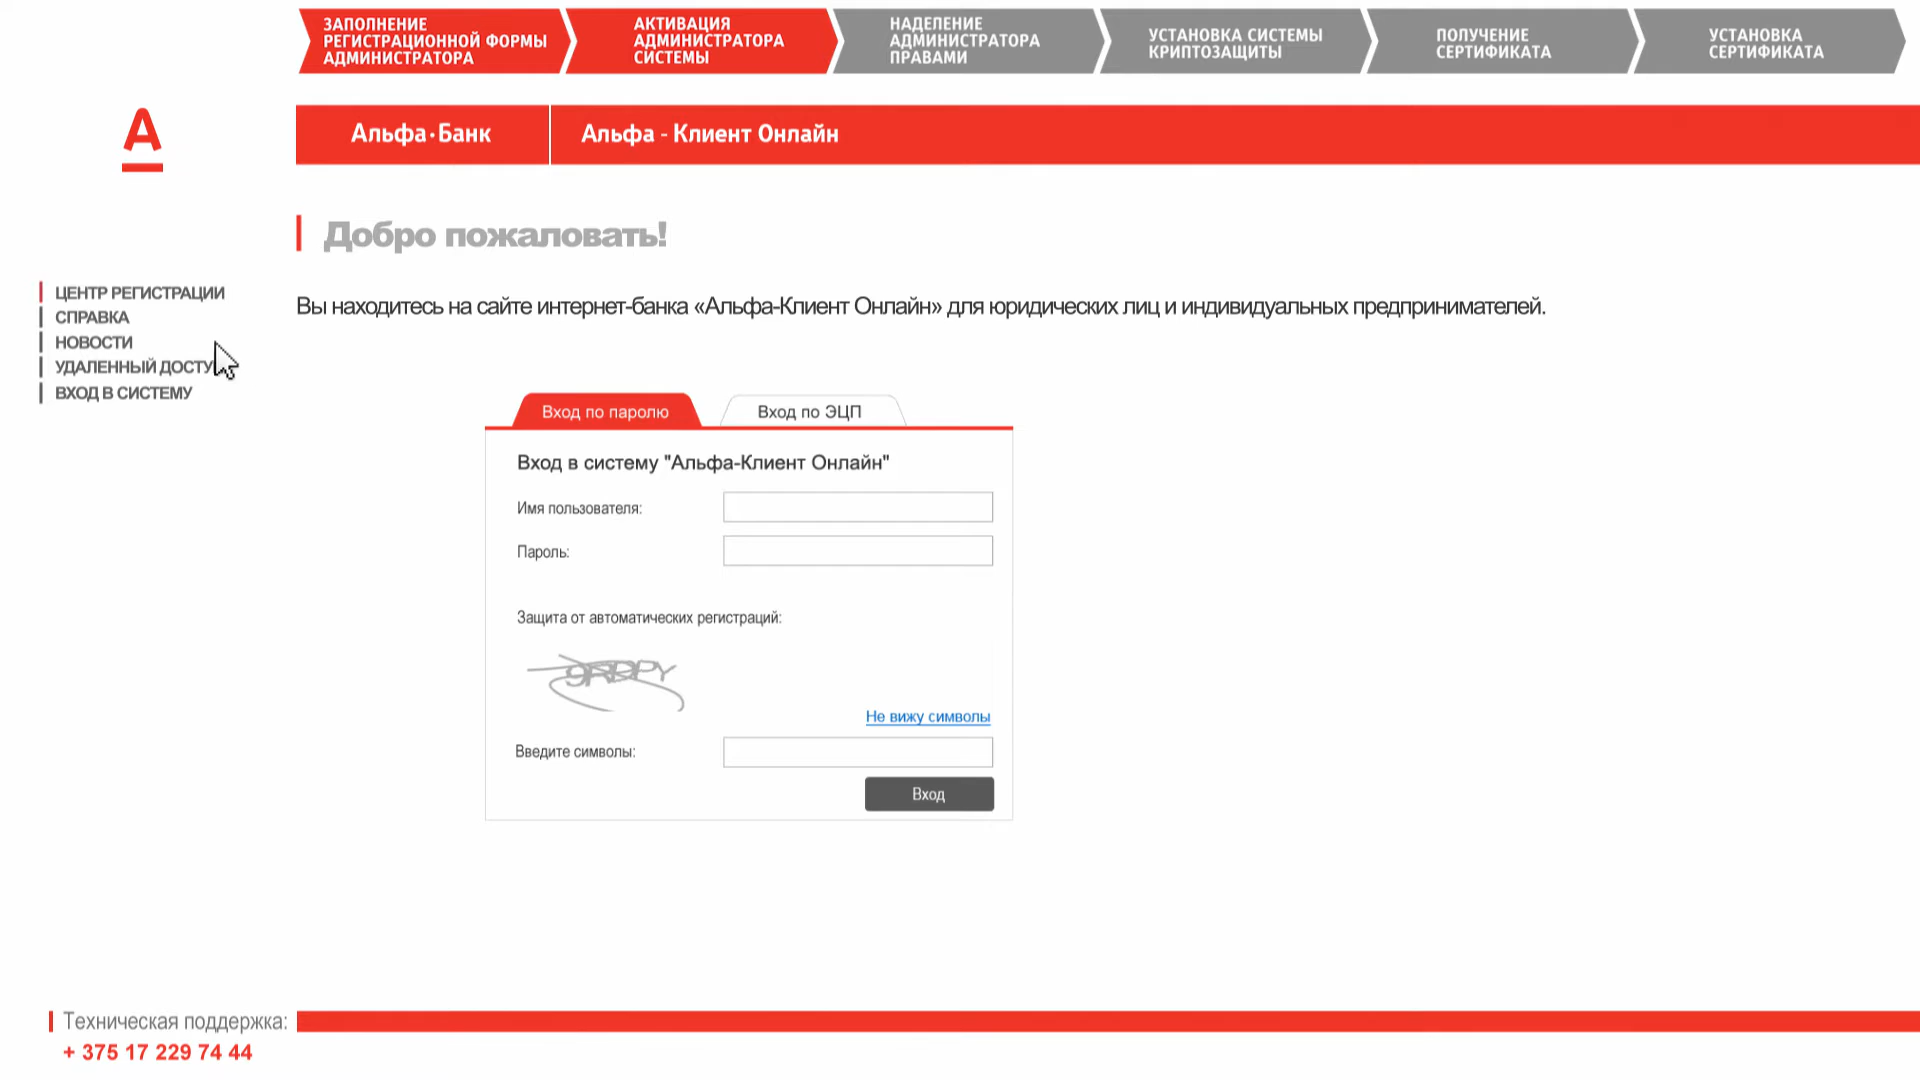 ЗАПОЛНЕНИЕ
РЕГИСТРАЦИОННОЙ ФОРМЫ
АДМИНИСТРАТОРА
АКТИВАЦИЯ
АДМИНИСТРАТОРА
СИСТЕМЫ
НАДЕЛЕНИЕ
АДМИНИСТРАТОРА
ПРАВАМИ
УСТАНОВКА СИСТЕМЫ
КРИПТОЗАЩИТЫ
ПОЛУЧЕНИЕ
СЕРТИФИКАТА
УСТАНОВКА
СЕРТИФИКАТА
А
Альфа·Банк
Альфа - Клиент Онлайн
Добро пожаловать!
ЦЕНТР РЕГИСТРАЦИИ
СПРАВКА
НОВОСТИ
УДАЛЕННЫЙ ДОСТУ
ВХОД В СИСТЕМУ
Вы находитесь на сайте интернет-банка «Альфа-Клиент Онлайн» для юридических лиц и индивидуальных предпринимателей.
Вход по паролю
Вход по ЭЦП
Вход в систему "Альфа-Клиент Онлайн"
Имя пользователя:
Пароль:
Защита от автоматических регистраций:
Не вижу символы
Введите символы:
Вход
Техническая поддержка:
+ 375 17 229 74 44